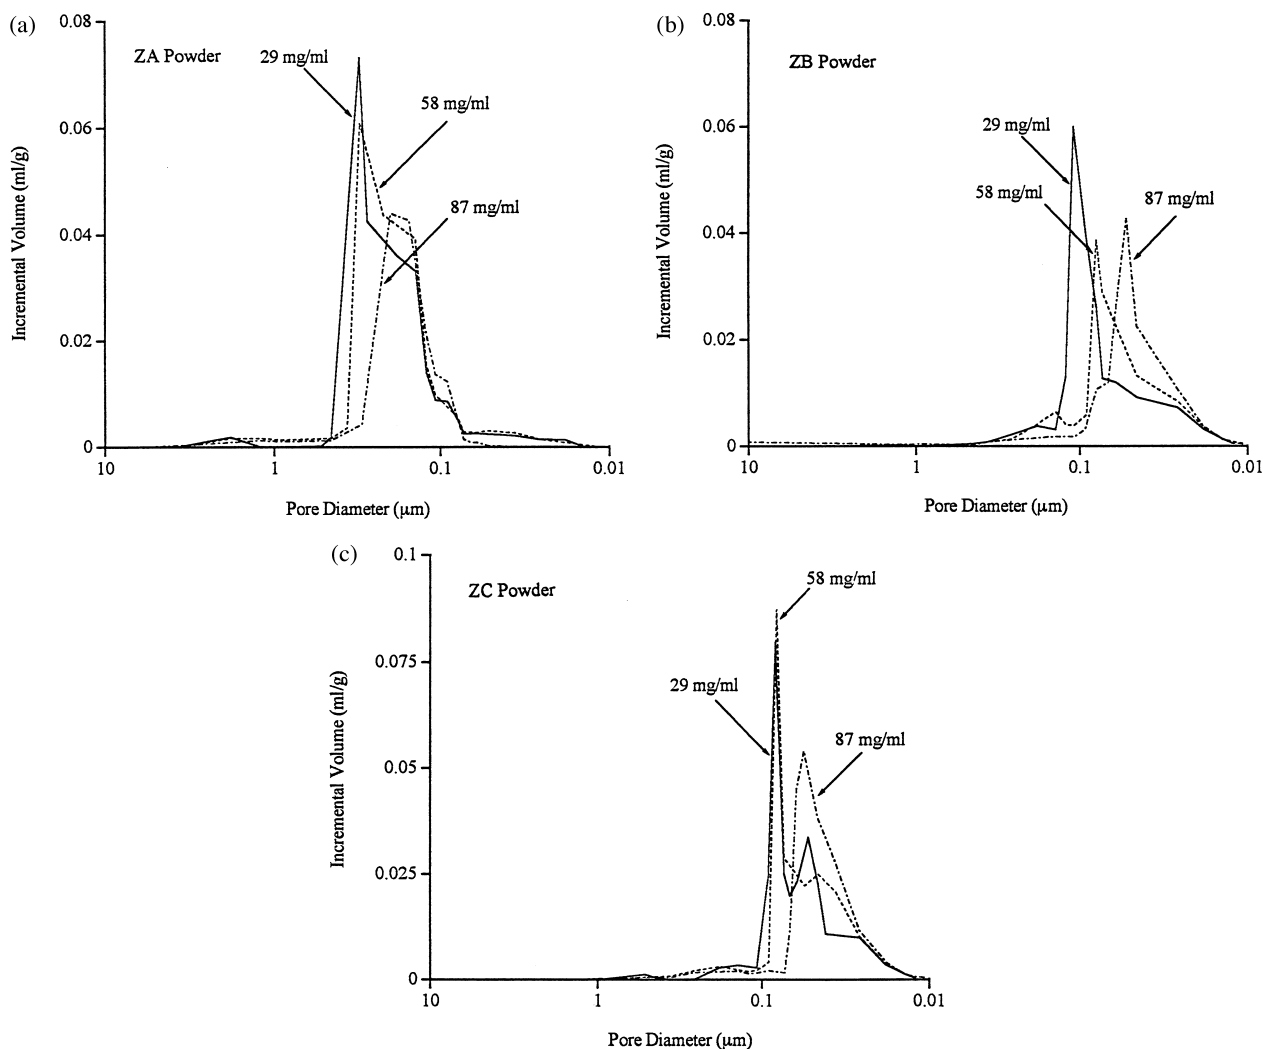 (a)
0.08
ZA Powder
29 mg/ml
58 mg/ml
0.06
87 mg/ml
0.04
0.02
0
10
1
0.1
0.01
Incremental Volume (ml/g)
Pore Diameter (μm)
(b)
0.08
ZB Powder
29 mg/ml
0.06
58 mg/ml
87 mg/ml
0.04
0.02
0
10
1
0.1
0.01
Incremental Volume (ml/g)
Pore Diameter (μm)
(c)
0.1
ZC Powder
58 mg/ml
0.075
29 mg/ml
87 mg/ml
0.05
0.025
0
10
1
0.1
0.01
Incremental Volume (ml/g)
Pore Diameter (μm)